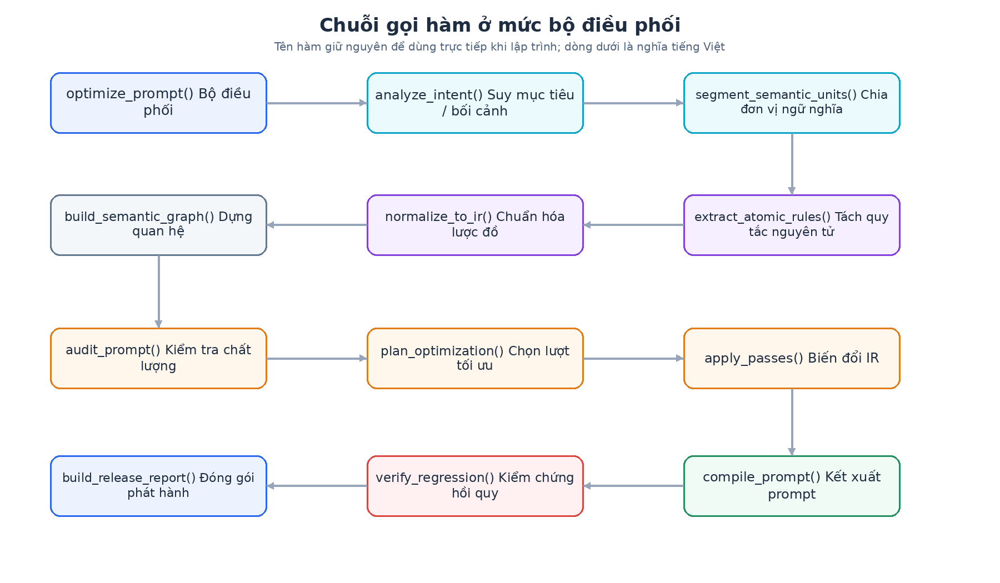 Chuỗi gọi hàm ở mức bộ điều phối
Tên hàm giữ nguyên để dùng trực tiếp khi lập trình; dòng dưới là nghĩa tiếng Việt
optimize_prompt() Bộ điều
phối
analyze_intent() Suy mục tiêu
/ bối cảnh
segment_semantic_units() Chia
đơn vị ngữ nghĩa
build_semantic_graph() Dựng
quan hệ
normalize_to_ir() Chuẩn hóa
lược đồ
extract_atomic_rules() Tách quy
tắc nguyên tử
audit_prompt() Kiểm tra chất
lượng
plan_optimization() Chọn lượt
tối ưu
apply_passes() Biến đổi IR
build_release_report() Đóng gói
phát hành
verify_regression() Kiểm chứng
hồi quy
compile_prompt() Kết xuất
prompt